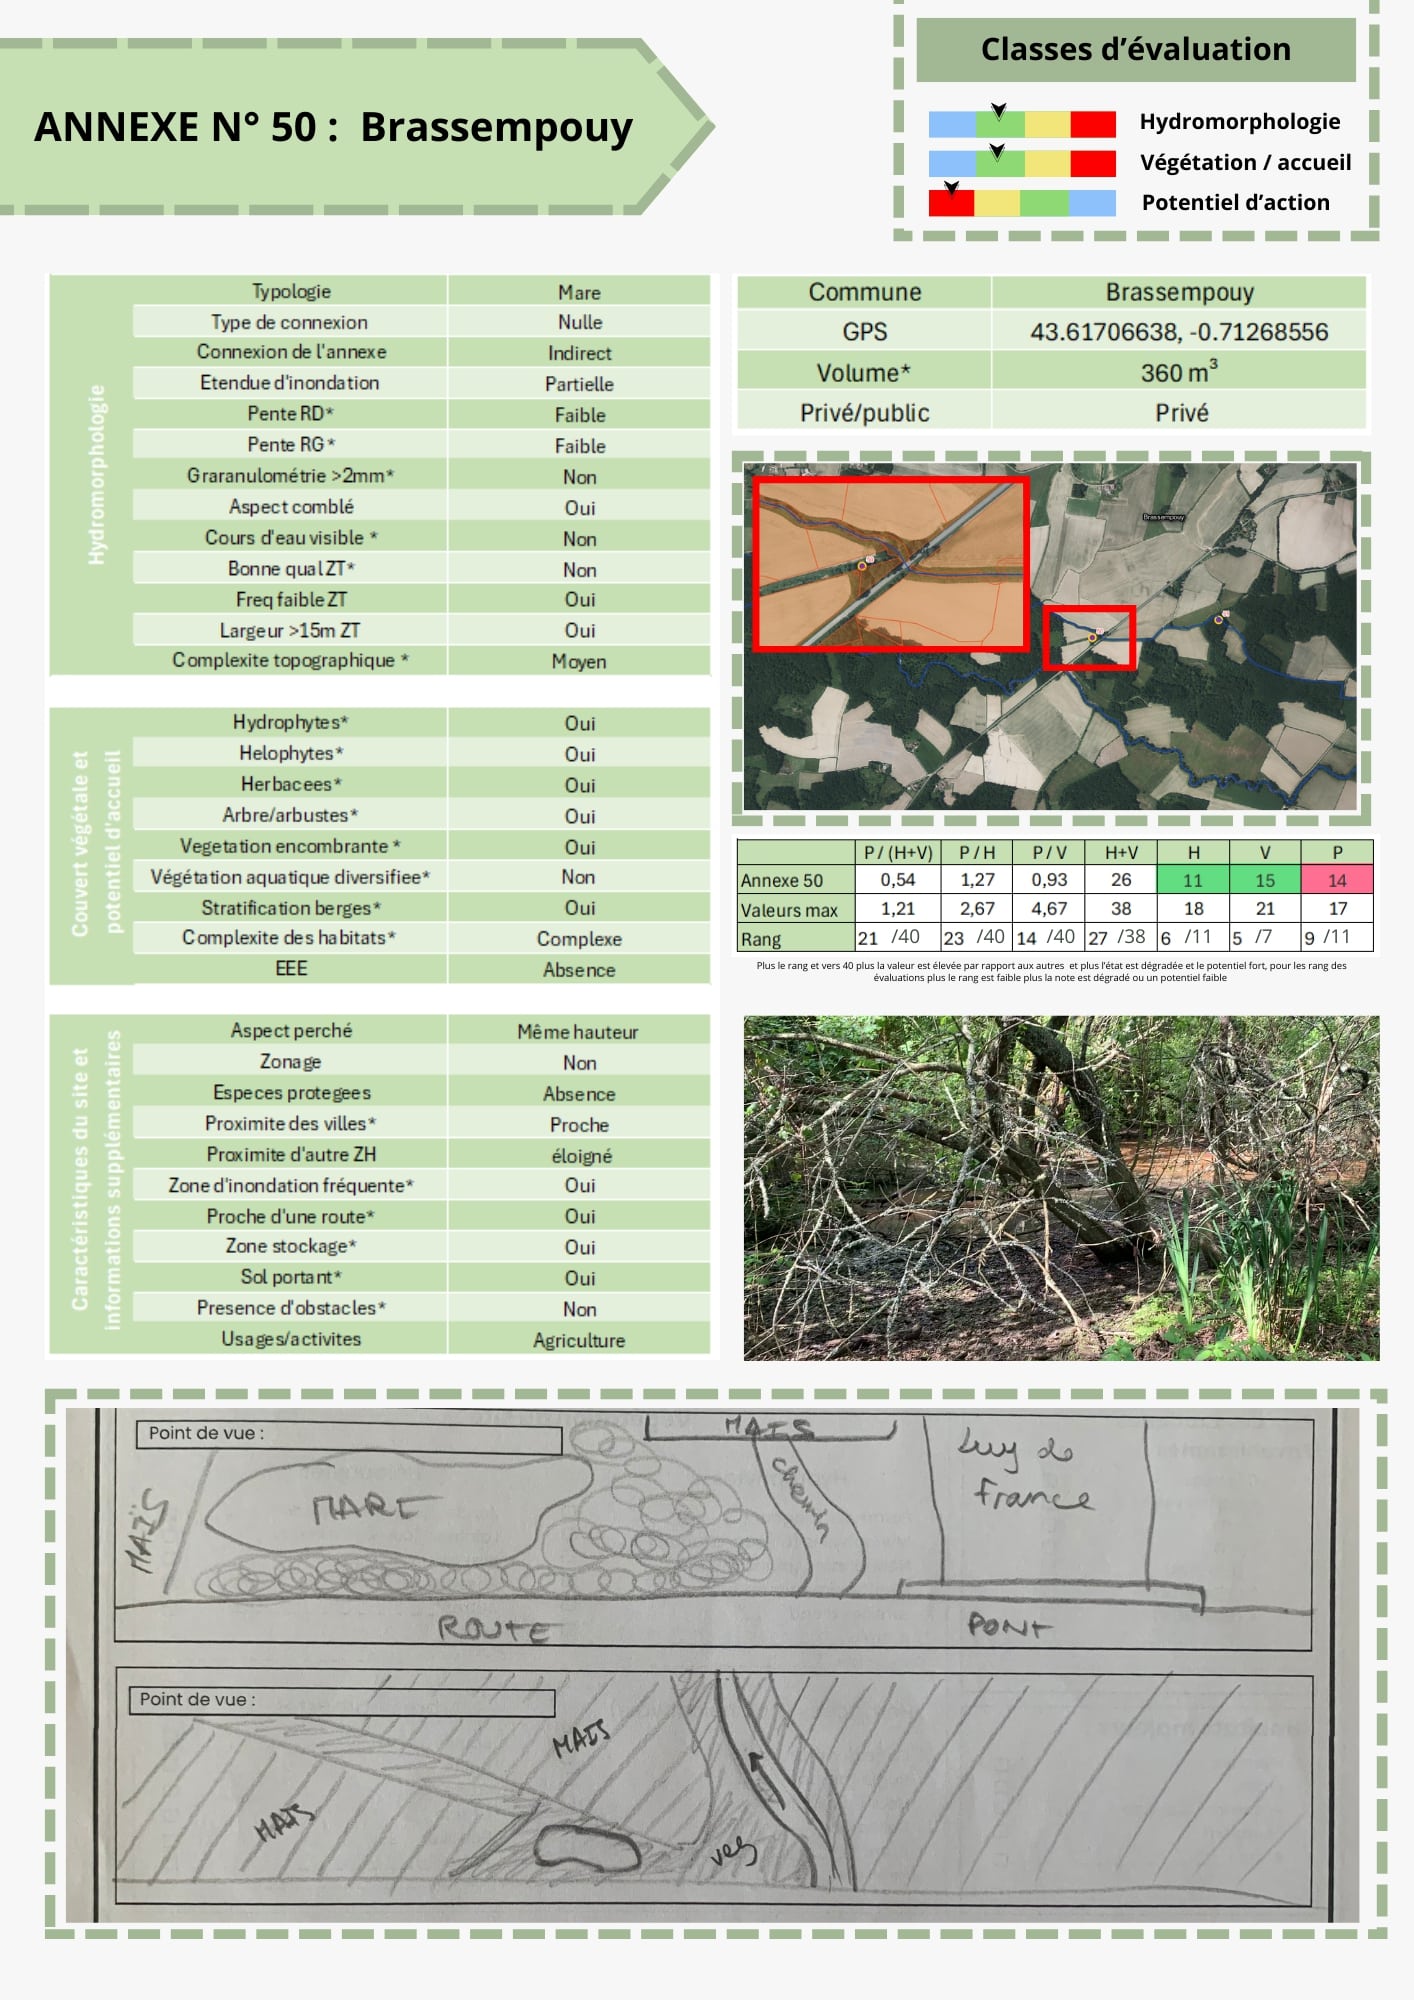 ANNEXE N° 50 : Brassempouy
Classes d’évaluation
Hydromorphologie
Végétation / accueil
Potentiel d’action
Hydromorphologie
Typologie Mare
Type de connexion Nulle
Connexion de l'annexe Indirect
Etendue d'inondation Partielle
Pente RD* Faible
Pente RG* Faible
Graranulométrie >2mm* Non
Aspect comblé Oui
Cours d'eau visible * Non
Bonne qual ZT* Non
Freq faible ZT Oui
Largeur >15m ZT Oui
Complexite topographique * Moyen
Couvert végétale et
potentiel d'accueil
Hydrophytes* Oui
Helophytes* Oui
Herbacees* Oui
Arbre/arbustes* Oui
Vegetation encombrante * Oui
Végétation aquatique diversifiee* Non
Stratification berges* Oui
Complexite des habitats* Complexe
EEE Absence
Caractéristiques du site et
informations supplémentaires
Aspect perché Même hauteur
Zonage Non
Especes protegees Absence
Proximite des villes* Proche
Proximite d'autre ZH éloigné
Zone d'inondation fréquente* Oui
Proche d'une route* Oui
Zone stockage* Oui
Sol portant* Oui
Presence d'obstacles* Non
Usages/activites Agriculture
Commune Brassempouy
GPS 43.61706638, -0.71268556
Volume* 360 m³
Privé/public Privé
Brassempouy
P / (H+V) P / H P / V H+V H V P
Annexe 50 0,54 1,27 0,93 26 11 15 14
Valeurs max 1,21 2,67 4,67 38 18 21 17
Rang 21 /40 23 /40 14 /40 27 /38 6 /11 5 /7 9 /11
Plus le rang et vers 40 plus la valeur est élevée par rapport aux autres et plus l’état est dégradée et le potentiel fort, pour les rang des
évaluations plus le rang est faible plus la note est dégradé ou un potentiel faible
Point de vue :
MAIS
MAÏS
MARE
chemin
Luy de
france
ROUTE
PONT
Point de vue :
MAIS
MAIS
veg